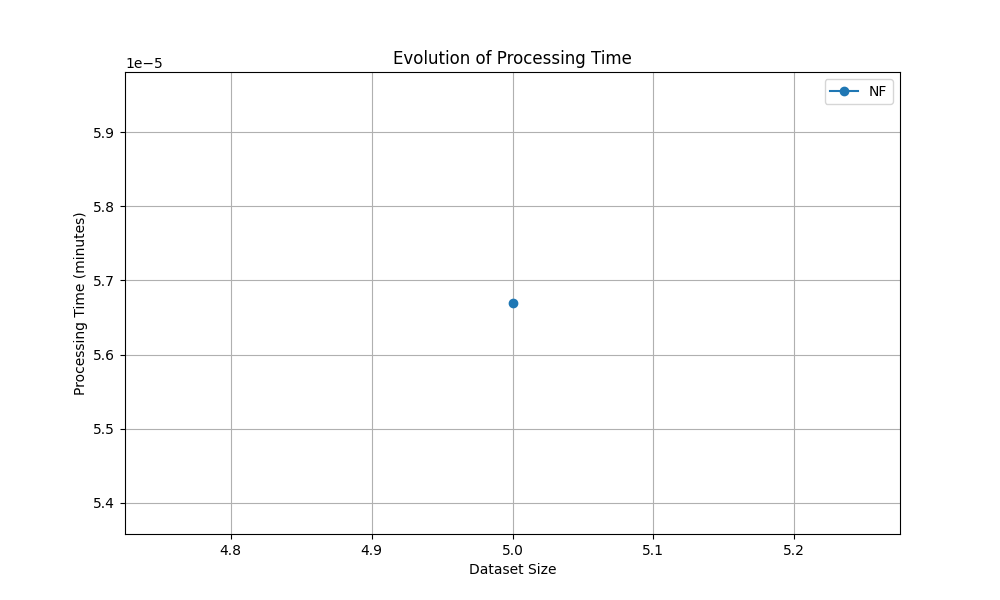 Evolution of Processing Time
1e−5
NF
5.9
5.8
5.7
5.6
5.5
5.4
Processing Time (minutes)
4.8 4.9 5.0 5.1 5.2
Dataset Size